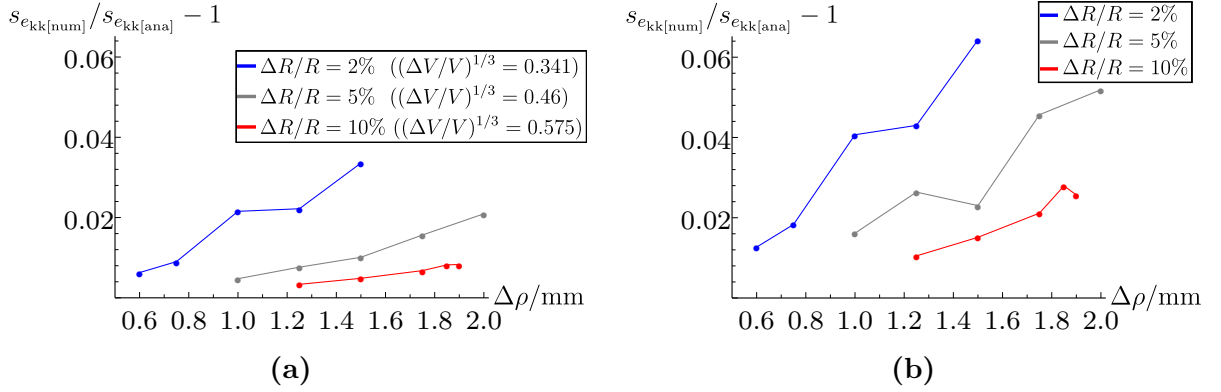 s_{e_{kk[num]}}/s_{e_{kk[ana]}} − 1
0.06
0.04
0.02
ΔR/R = 2% ((ΔV/V)^{1/3} = 0.341)
ΔR/R = 5% ((ΔV/V)^{1/3} = 0.46)
ΔR/R = 10% ((ΔV/V)^{1/3} = 0.575)
Δρ/mm
0.6 0.8 1.0 1.2 1.4 1.6 1.8 2.0
(a)
s_{e_{kk[num]}}/s_{e_{kk[ana]}} − 1
0.06
0.04
0.02
ΔR/R = 2%
ΔR/R = 5%
ΔR/R = 10%
Δρ/mm
0.6 0.8 1.0 1.2 1.4 1.6 1.8 2.0
(b)